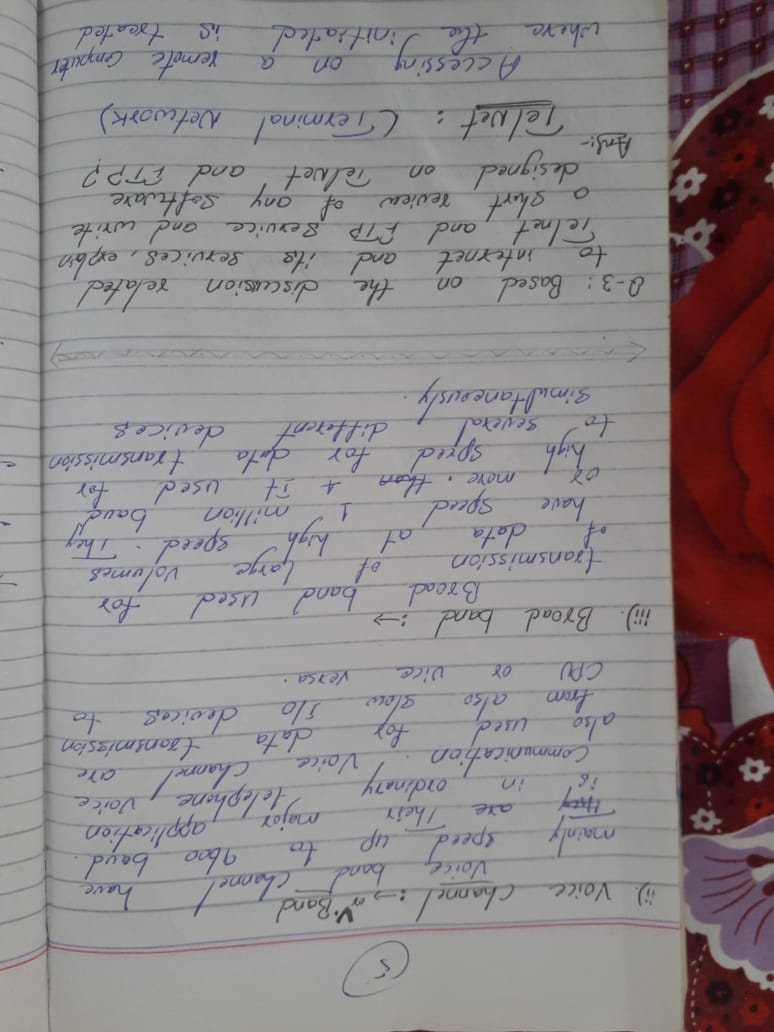 5
ii). Voice Channel :→ or V. Band
Voice band channel have
mainly speed up to 9600 baud.
are Their major application
is in ordinary telephone voice
communication. Voice Channel are
also used for data transmission
from also slow I/o devices to
CPU or vice versa.
iii). Broad band :→
Broad band used for
transmission of large volumes
of data at high speed. They
have speed 1 million baud
or more. than + It used for
high speed for data transmission
to several different devices
simultaneously.
Q-3: Based on the discussion related
to internet and its services, explain
Telnet and FTP service and write
a short review of any software
designed on TelNet and FTP?
Ans:-
TelNet : (Terminal Network)
Accessing on a remote computer
where the initiated is treated